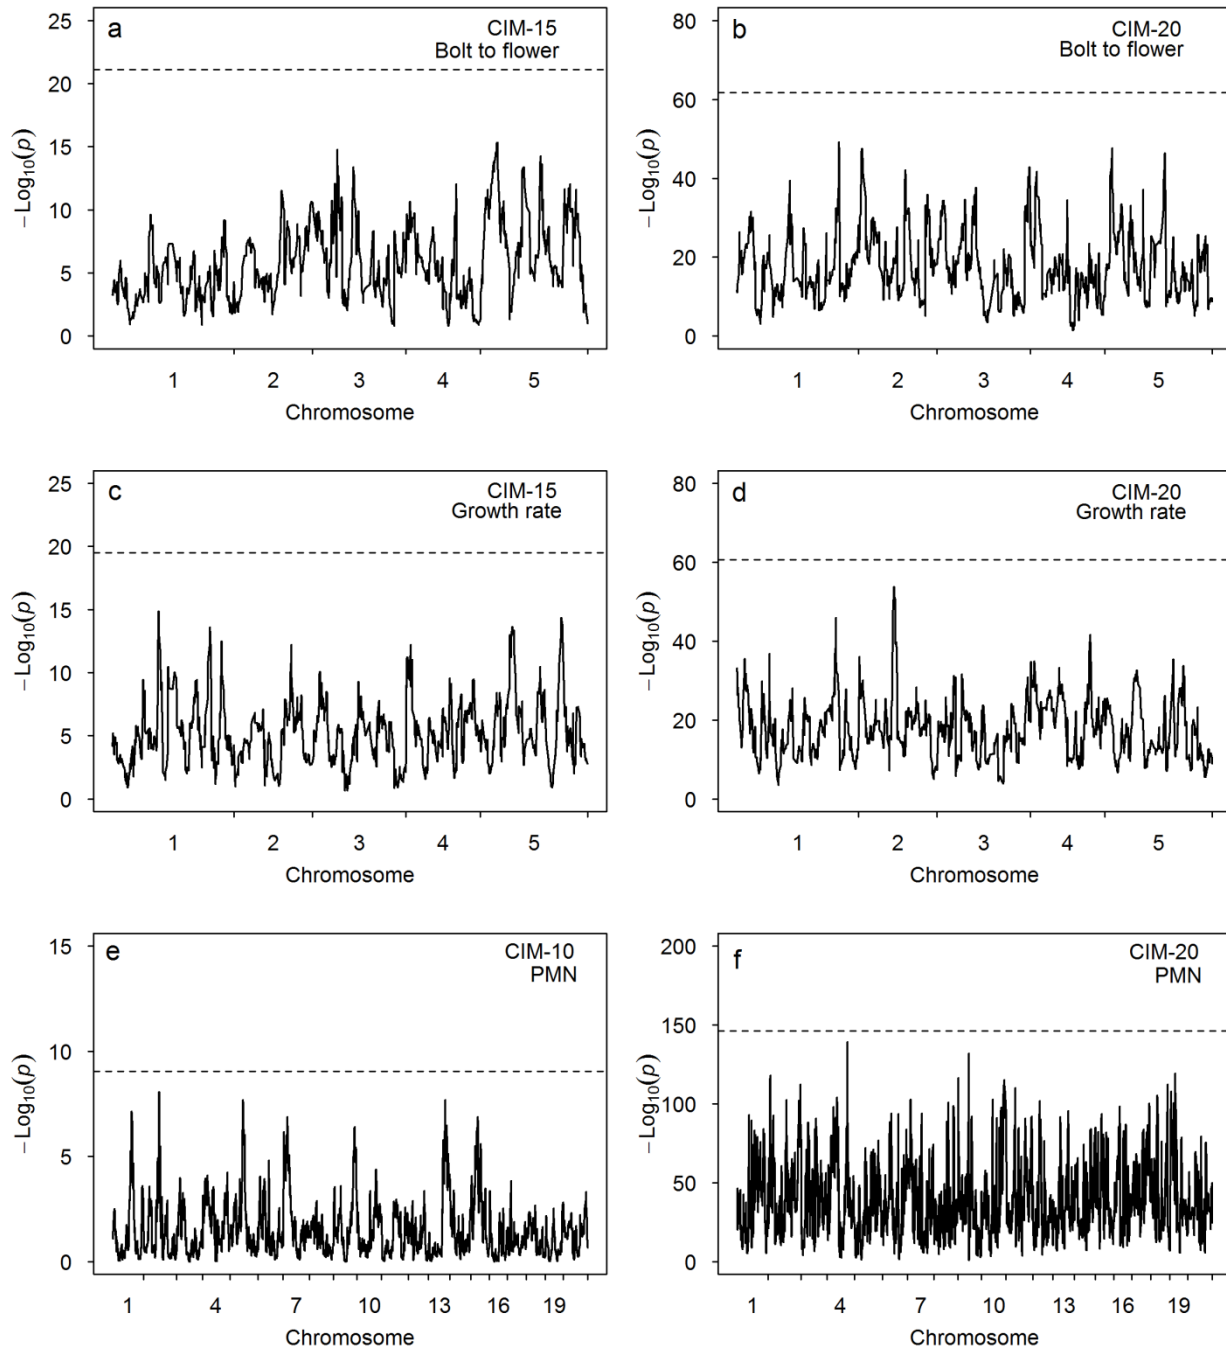 a
CIM-15
Bolt to flower
25
20
15
10
5
0
−Log10(p)
1 2 3 4 5
Chromosome
b
CIM-20
Bolt to flower
80
60
40
20
0
−Log10(p)
1 2 3 4 5
Chromosome
c
CIM-15
Growth rate
25
20
15
10
5
0
−Log10(p)
1 2 3 4 5
Chromosome
d
CIM-20
Growth rate
80
60
40
20
0
−Log10(p)
1 2 3 4 5
Chromosome
e
CIM-10
PMN
15
10
5
0
−Log10(p)
1 4 7 10 13 16 19
Chromosome
f
CIM-20
PMN
200
150
100
50
0
−Log10(p)
1 4 7 10 13 16 19
Chromosome